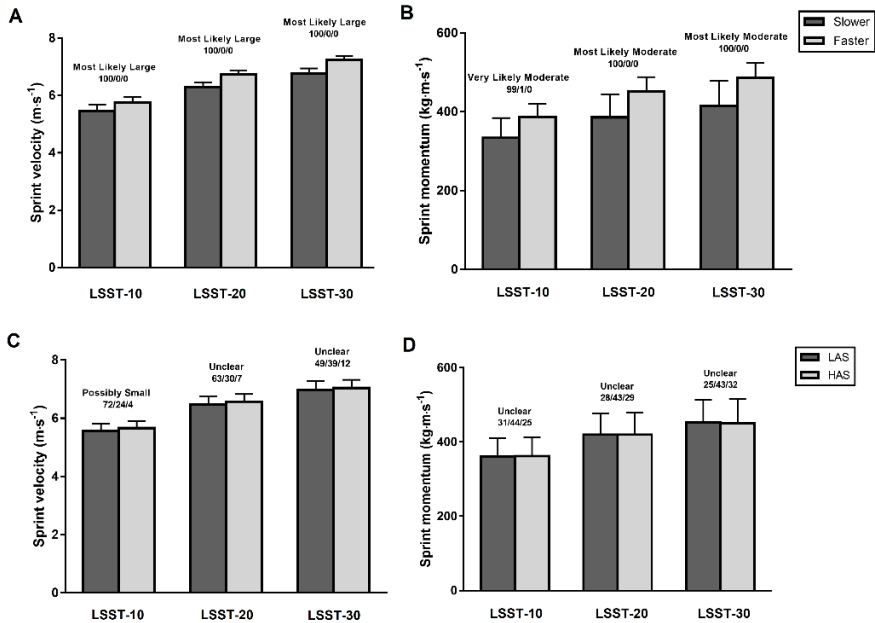 A
Sprint velocity (m·s⁻¹)
8
6
4
2
0
Most Likely Large
100/0/0
Most Likely Large
100/0/0
Most Likely Large
100/0/0
LSST-10
LSST-20
LSST-30
B
Sprint momentum (kg·m·s⁻¹)
600
400
200
0
Very Likely Moderate
99/1/0
Most Likely Moderate
100/0/0
Most Likely Moderate
100/0/0
LSST-10
LSST-20
LSST-30
Slower
Faster
C
Sprint velocity (m·s⁻¹)
8
6
4
2
0
Possibly Small
72/24/4
Unclear
63/30/7
Unclear
49/39/12
LSST-10
LSST-20
LSST-30
D
Sprint momentum (kg·m·s⁻¹)
600
400
200
0
Unclear
31/44/25
Unclear
28/43/29
Unclear
25/43/32
LSST-10
LSST-20
LSST-30
LAS
HAS